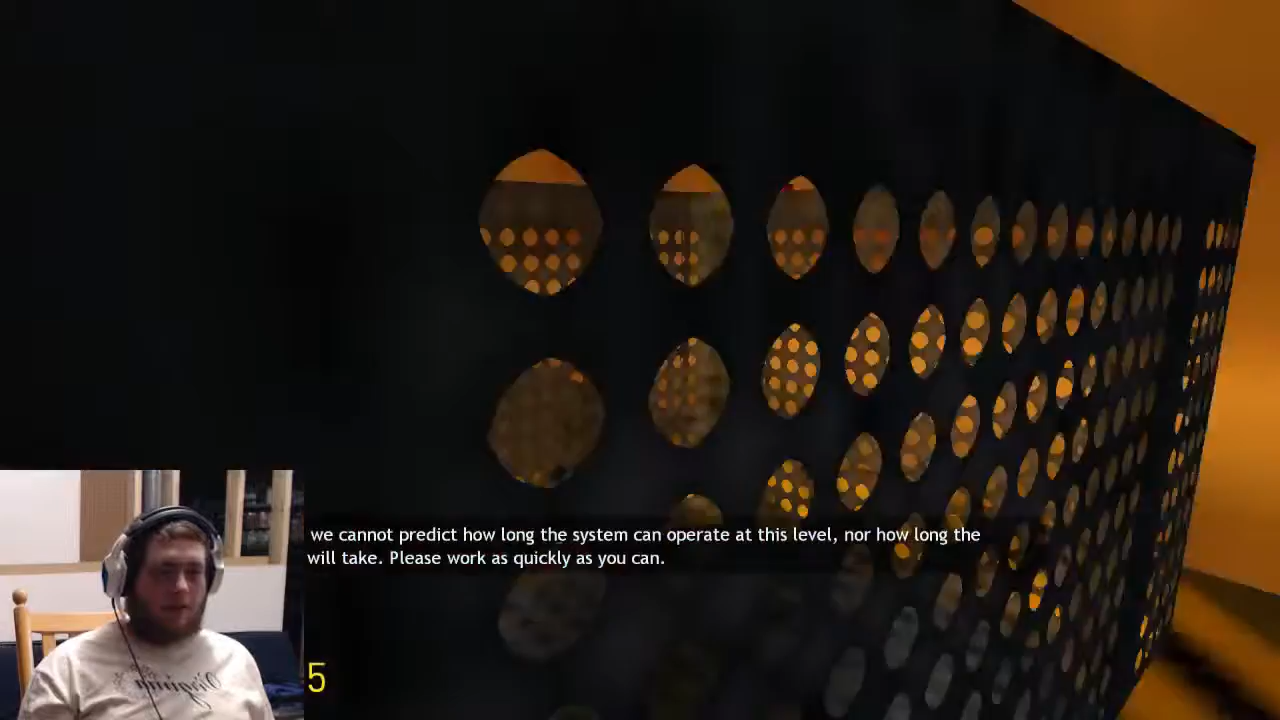 we cannot predict how long the system can operate at this level, nor how long the
will take. Please work as quickly as you can.
Virginia
5